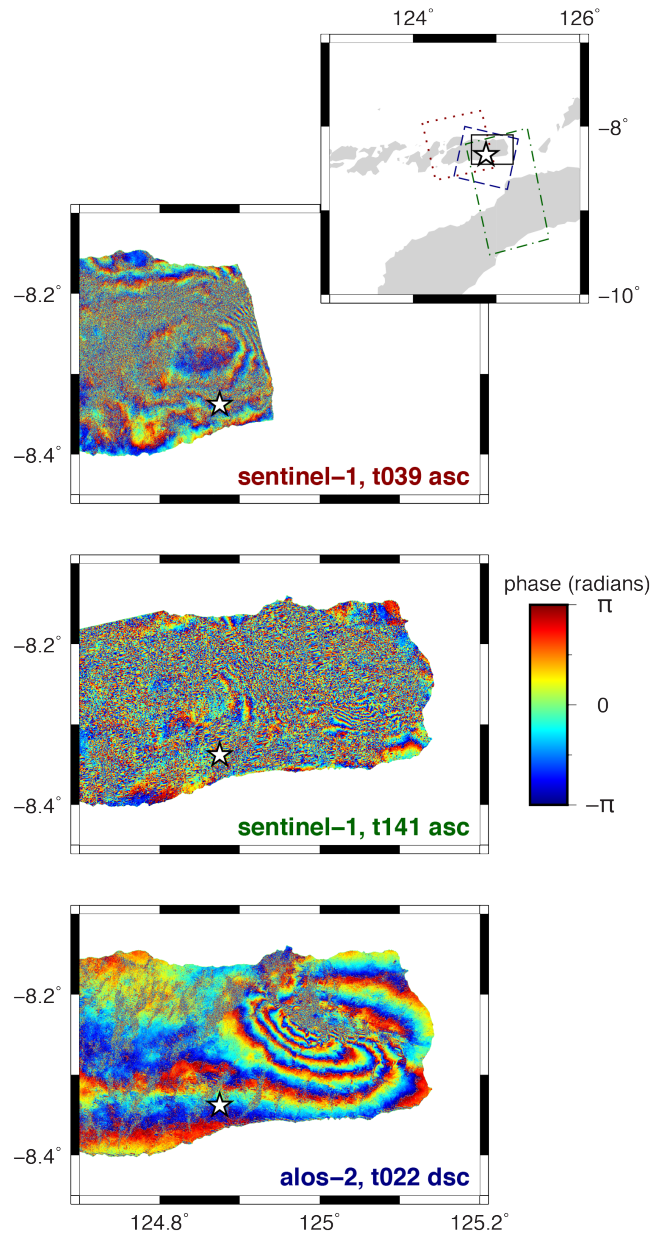 124° 126°
−8°
−10°
−8.2°
−8.4°
sentinel−1, t039 asc
phase (radians)
π
0
−π
−8.2°
−8.4°
sentinel−1, t141 asc
−8.2°
−8.4°
alos−2, t022 dsc
124.8° 125° 125.2°